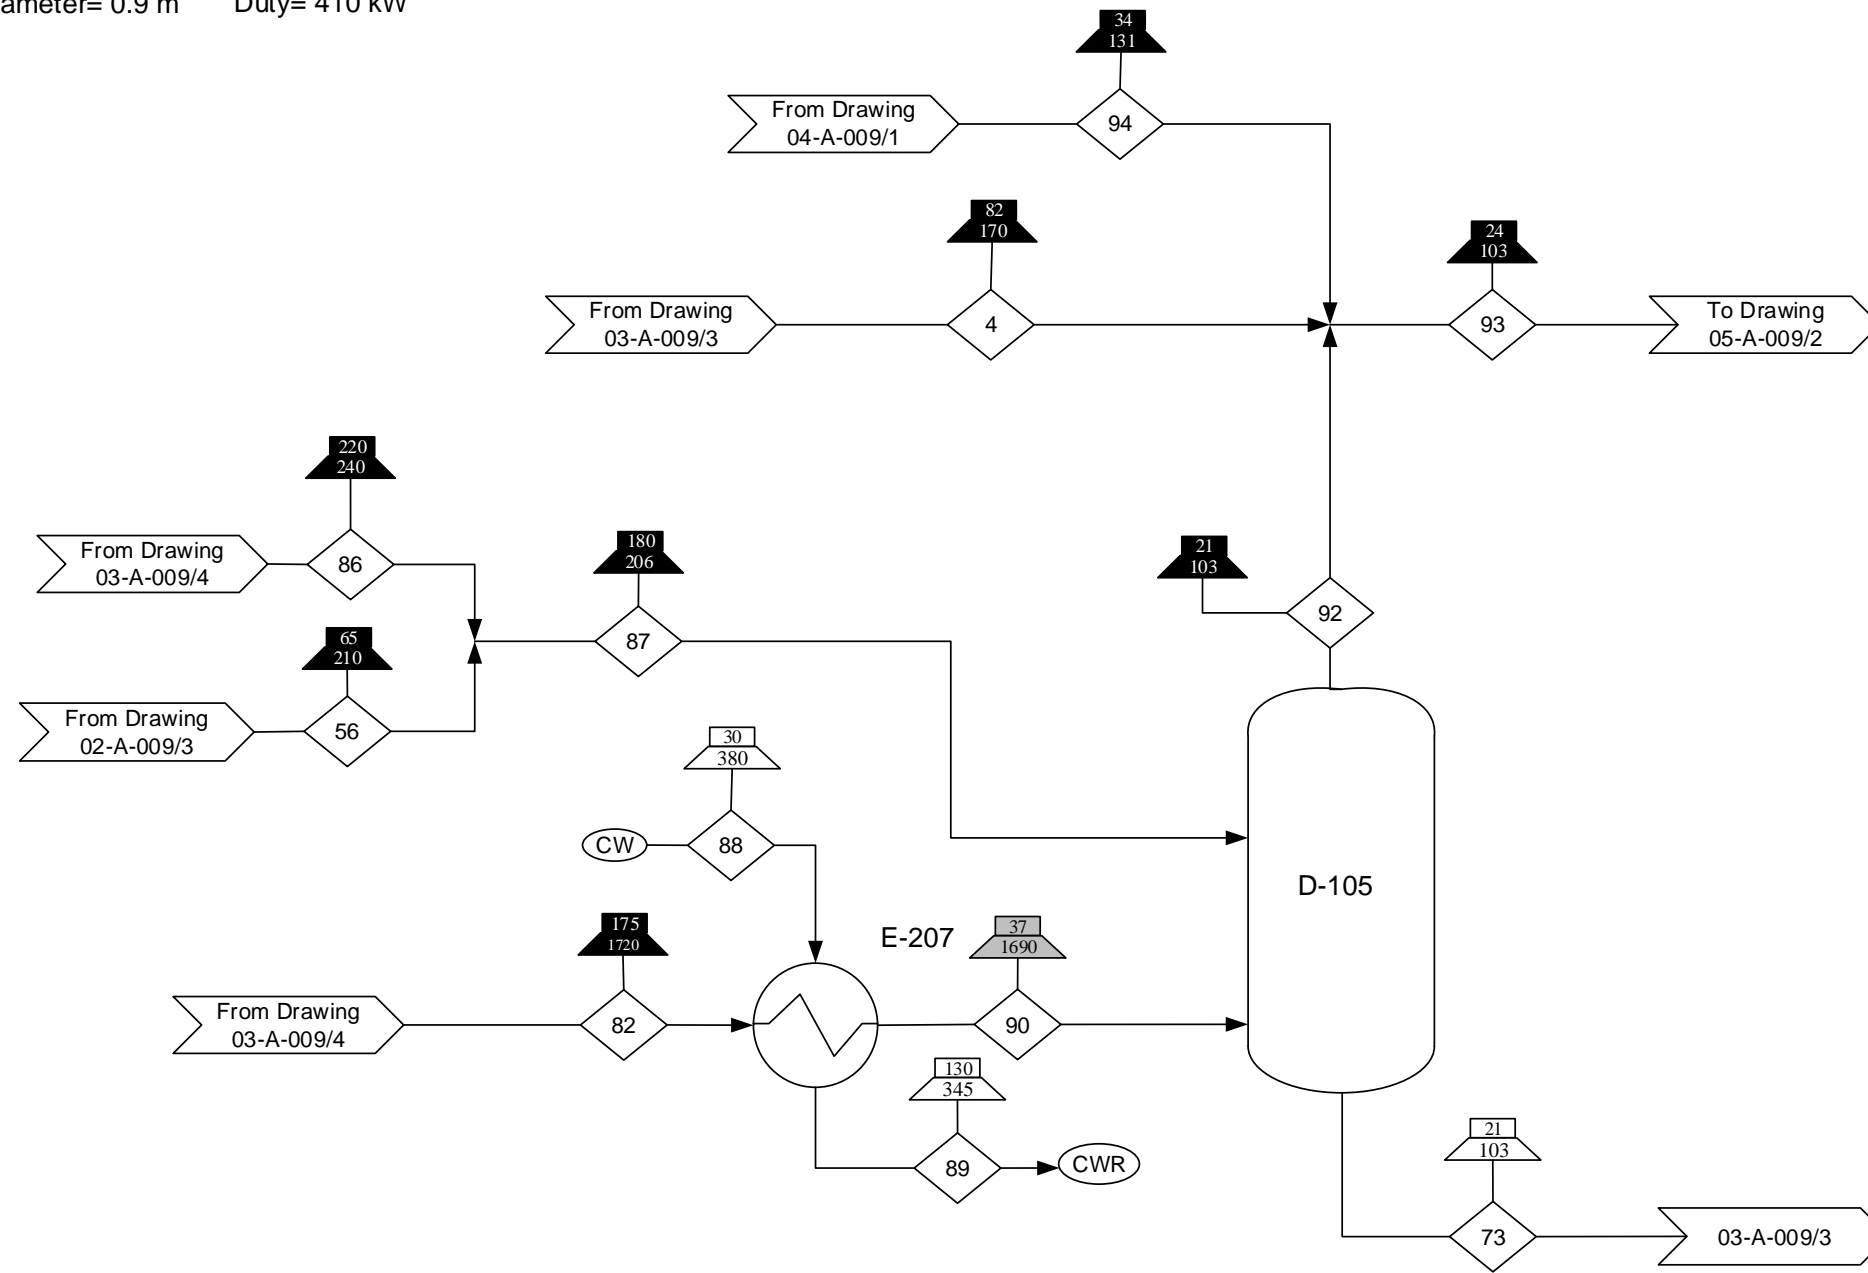 ameter= 0.9 m
Duty= 410 kW
34
131
From Drawing
04-A-009/1
94
82
170
From Drawing
03-A-009/3
4
24
103
93
To Drawing
05-A-009/2
220
240
From Drawing
03-A-009/4
86
180
206
87
21
103
92
65
210
From Drawing
02-A-009/3
56
30
380
CW
88
D-105
175
1720
E-207
37
1690
From Drawing
03-A-009/4
82
90
130
345
89
CWR
21
103
73
03-A-009/3